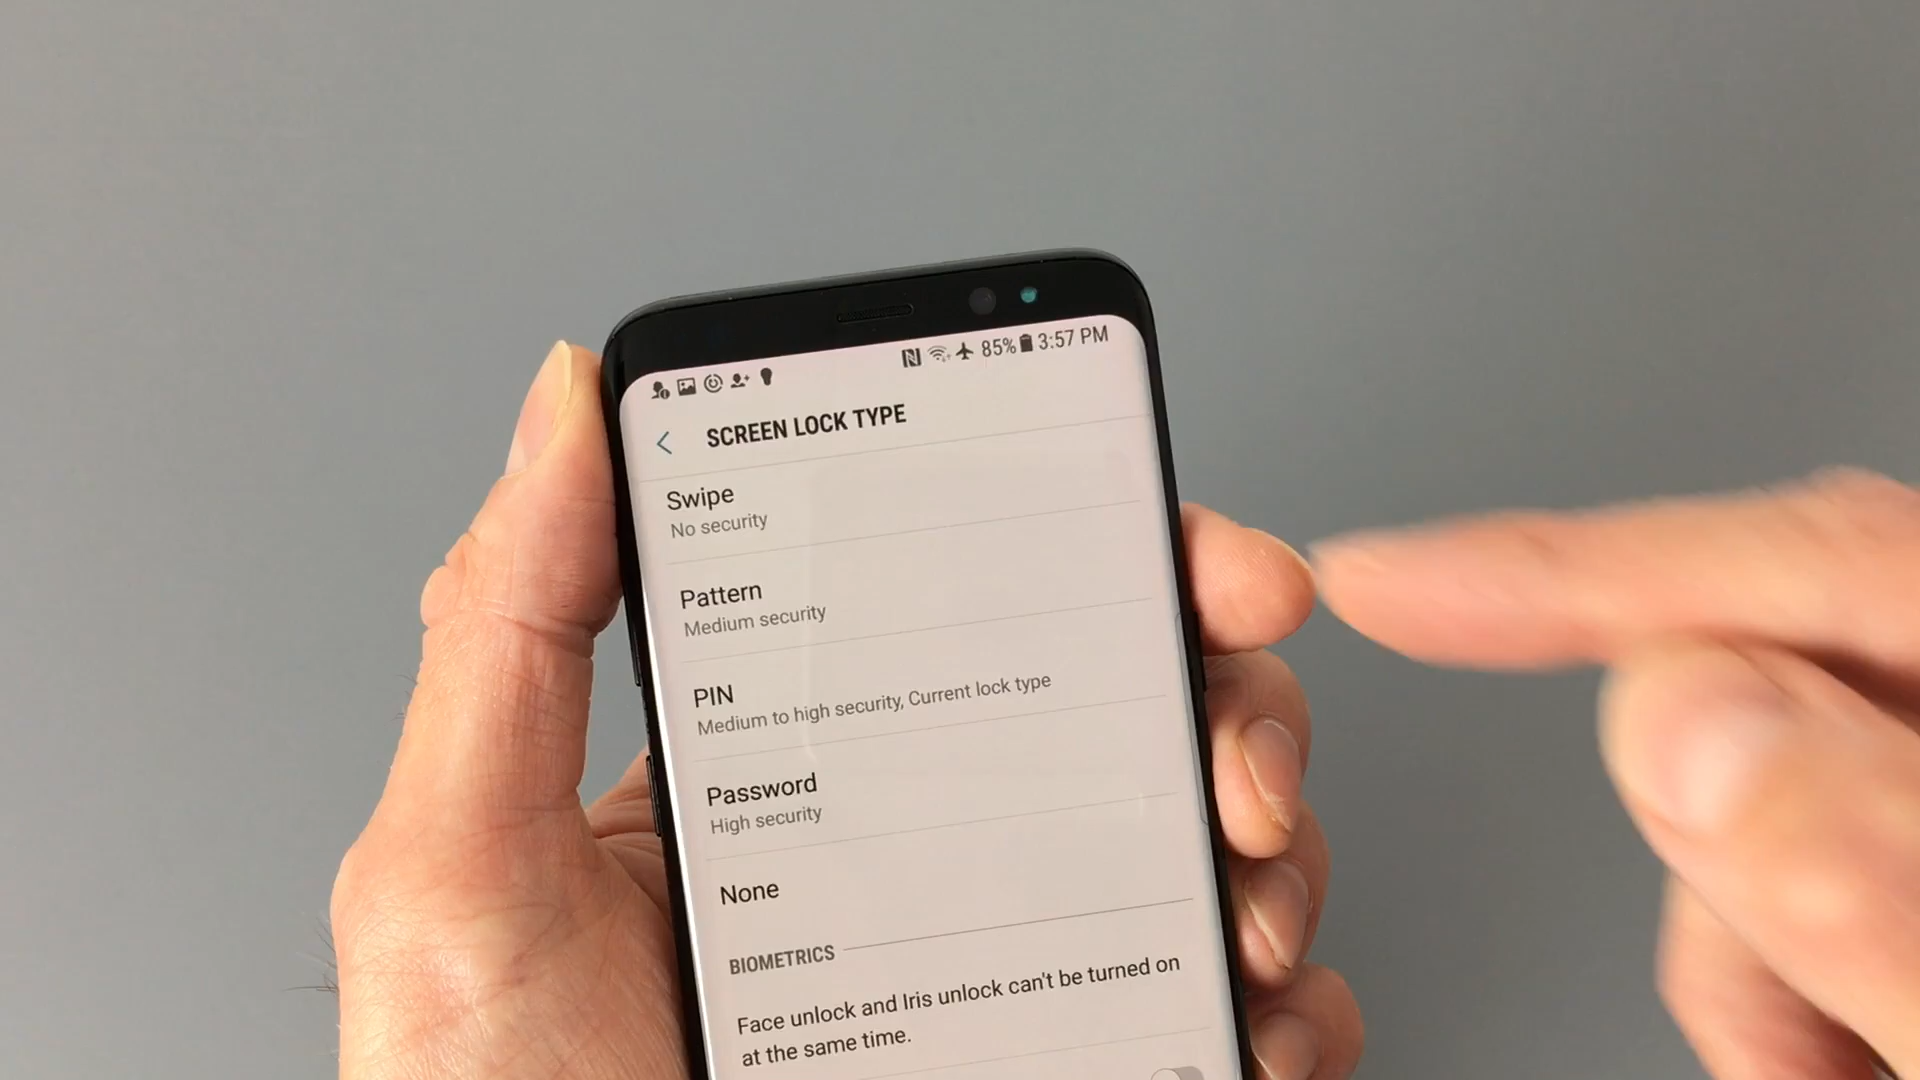 85% 3:57 PM
SCREEN LOCK TYPE
Swipe
No security
Pattern
Medium security
PIN
Medium to high security, Current lock type
Password
High security
None
BIOMETRICS
Face unlock and Iris unlock can't be turned on
at the same time.